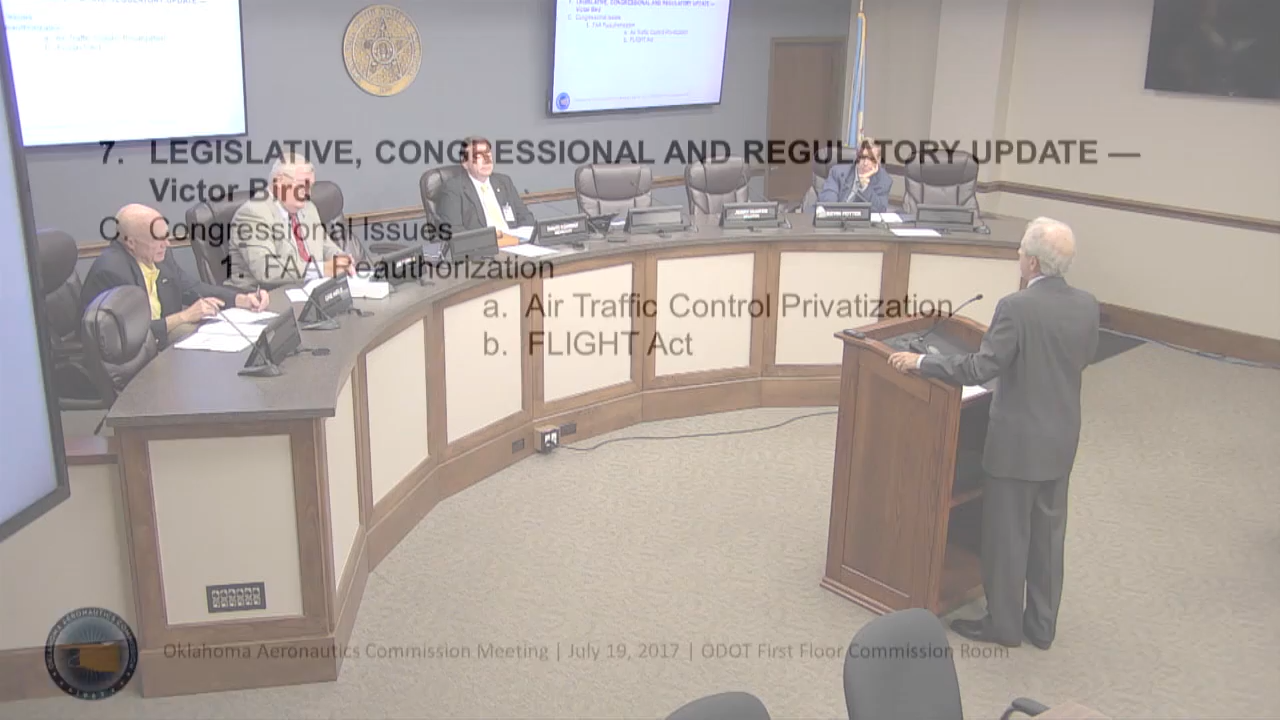 7. LEGISLATIVE, CONGRESSIONAL AND REGULATORY UPDATE —
Victor Bird
C. Congressional Issues
1. FAA Reauthorization
a. Air Traffic Control Privatization
b. FLIGHT Act
Oklahoma Aeronautics Commission Meeting | July 19, 2017 | ODOT First Floor Commission Room